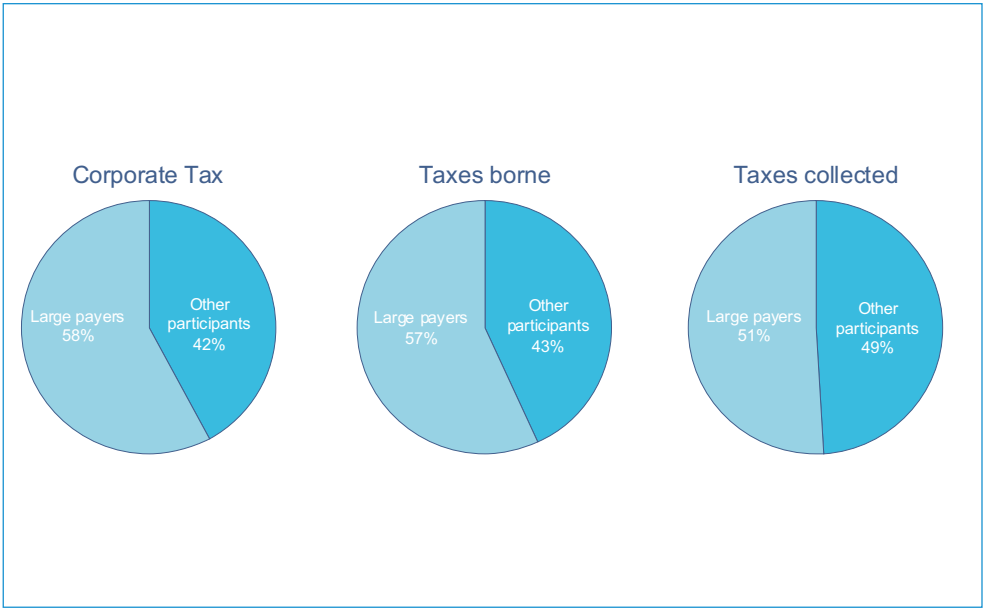 Corporate Tax
Large payers
58%
Other
participants
42%
Taxes borne
Large payers
57%
Other
participants
43%
Taxes collected
Large payers
51%
Other
participants
49%